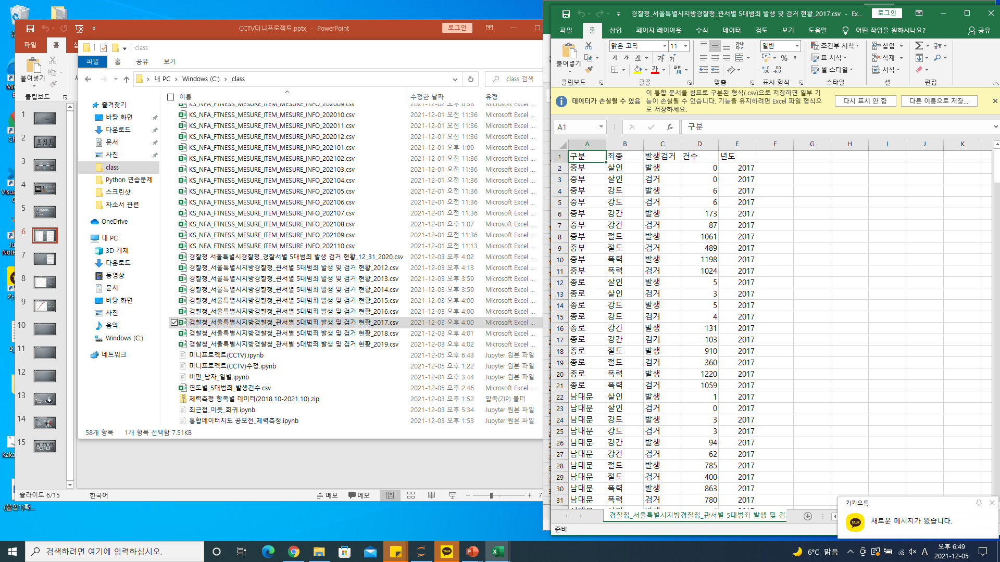 CCTV미니프로젝트.pptx - PowerPoint
로그인
파일
홈
붙여넣기
클립보드
1
2
3
4
5
6
7
8
9
10
11
12
13
14
15
슬라이드 6/15
한국어
메모
메모
class
파일
홈
공유
보기
내 PC > Windows (C:) > class
class 검색
즐겨찾기
바탕 화면
다운로드
문서
사진
class
Python 연습문제
스크린샷
자소서 관련
OneDrive
내 PC
3D 개체
다운로드
동영상
문서
바탕 화면
사진
음악
Windows (C:)
네트워크
이름 수정한 날짜 유형
KS_NFA_FTNESS_MESURE_ITEM_MESURE_INFO_202009.csv 2021-12-02 오후 6:38 Microsoft Excel ...
KS_NFA_FTNESS_MESURE_ITEM_MESURE_INFO_202010.csv 2021-12-01 오전 11:36 Microsoft Excel ...
KS_NFA_FTNESS_MESURE_ITEM_MESURE_INFO_202011.csv 2021-12-01 오전 11:36 Microsoft Excel ...
KS_NFA_FTNESS_MESURE_ITEM_MESURE_INFO_202012.csv 2021-12-01 오전 11:36 Microsoft Excel ...
KS_NFA_FTNESS_MESURE_ITEM_MESURE_INFO_202101.csv 2021-12-01 오후 1:09 Microsoft Excel ...
KS_NFA_FTNESS_MESURE_ITEM_MESURE_INFO_202102.csv 2021-12-01 오전 11:36 Microsoft Excel ...
KS_NFA_FTNESS_MESURE_ITEM_MESURE_INFO_202103.csv 2021-12-01 오전 11:36 Microsoft Excel ...
KS_NFA_FTNESS_MESURE_ITEM_MESURE_INFO_202104.csv 2021-12-01 오전 11:36 Microsoft Excel ...
KS_NFA_FTNESS_MESURE_ITEM_MESURE_INFO_202105.csv 2021-12-01 오전 11:36 Microsoft Excel ...
KS_NFA_FTNESS_MESURE_ITEM_MESURE_INFO_202106.csv 2021-12-01 오전 11:36 Microsoft Excel ...
KS_NFA_FTNESS_MESURE_ITEM_MESURE_INFO_202107.csv 2021-12-01 오전 11:36 Microsoft Excel ...
KS_NFA_FTNESS_MESURE_ITEM_MESURE_INFO_202108.csv 2021-12-01 오후 1:07 Microsoft Excel ...
KS_NFA_FTNESS_MESURE_ITEM_MESURE_INFO_202109.csv 2021-12-01 오전 11:36 Microsoft Excel ...
KS_NFA_FTNESS_MESURE_ITEM_MESURE_INFO_202110.csv 2021-12-01 오전 11:13 Microsoft Excel ...
경찰청 서울특별시경찰청_경찰서별 5대범죄 발생 검거 현황_12_31_2020.csv 2021-12-03 오후 4:02 Microsoft Excel ...
경찰청_서울특별시지방경찰청_관서별 5대범죄 발생 및 검거 현황_2012.csv 2021-12-03 오후 4:13 Microsoft Excel ...
경찰청_서울특별시지방경찰청_관서별 5대범죄 발생 및 검거 현황_2013.csv 2021-12-03 오후 3:59 Microsoft Excel ...
경찰청_서울특별시지방경찰청_관서별 5대범죄 발생 및 검거 현황_2014.csv 2021-12-03 오후 3:59 Microsoft Excel ...
경찰청_서울특별시지방경찰청_관서별 5대범죄 발생 및 검거 현황_2015.csv 2021-12-03 오후 4:00 Microsoft Excel ...
경찰청_서울특별시지방경찰청_관서별 5대범죄 발생 및 검거 현황_2016.csv 2021-12-03 오후 4:00 Microsoft Excel ...
경찰청_서울특별시지방경찰청_관서별 5대범죄 발생 및 검거 현황_2017.csv 2021-12-03 오후 4:00 Microsoft Excel ...
경찰청_서울특별시지방경찰청_관서별 5대범죄 발생 및 검거 현황_2018.csv 2021-12-03 오후 4:01 Microsoft Excel ...
경찰청_서울특별시지방경찰청_관서별 5대범죄 발생 및 검거 현황_2019.csv 2021-12-03 오후 4:02 Microsoft Excel ...
미니프로젝트(CCTV).ipynb 2021-12-05 오후 6:43 Jupyter 원본 파일
미니프로젝트(CCTV)수정.ipynb 2021-12-05 오후 1:22 Jupyter 원본 파일
비만_남자_일별.ipynb 2021-12-01 오후 3:44 Jupyter 원본 파일
연도별_5대범죄_발생건수.csv 2021-12-05 오후 2:46 Microsoft Excel ...
체력측정 항목별 데이터(2018.10-2021.10).zip 2021-12-03 오후 1:52 압축(ZIP) 폴더
최근접_이웃_회귀.ipynb 2021-12-03 오후 5:34 Jupyter 원본 파일
통합데이터지도 공모전_체력측정.ipynb 2021-12-03 오후 1:53 Jupyter 원본 파일
58개 항목 1개 항목 선택함 7.51KB
경찰청_서울특별시지방경찰청_관서별 5대범죄 발생 및 검거 현황_2017.csv - Exc...
로그인
파일 홈 삽입 페이지 레이아웃 수식 데이터 검토 보기 도움말 어떤 작업을 원하시나요? 공유
붙여넣기
맑은 고딕 11
가 가 가 가 가
일반
조건부 서식
표 서식
셀 스타일
삽입
삭제
서식
클립보드 글꼴 맞춤 표시 형식 스타일 셀 편집
데이터가 손실될 수 있음
이 통합 문서를 쉼표로 구분된 형식(.csv)으로 저장하면 일부 기
능이 손실될 수 있습니다. 기능을 유지하려면 Excel 파일 형식으
로 저장하세요.
다시 표시 안 함
다른 이름으로 저장...
A1 fx 구분
A B C D E F G H I J K
1 구분 죄종 발생검거 건수 년도
2 중부 살인 발생 0 2017
3 중부 살인 검거 0 2017
4 중부 강도 발생 6 2017
5 중부 강도 검거 6 2017
6 중부 강간 발생 173 2017
7 중부 강간 검거 87 2017
8 중부 절도 발생 1061 2017
9 중부 절도 검거 489 2017
10 중부 폭력 발생 1198 2017
11 중부 폭력 검거 1024 2017
12 종로 살인 발생 5 2017
13 종로 살인 검거 3 2017
14 종로 강도 발생 5 2017
15 종로 강도 검거 4 2017
16 종로 강간 발생 131 2017
17 종로 강간 검거 103 2017
18 종로 절도 발생 910 2017
19 종로 절도 검거 360 2017
20 종로 폭력 발생 1220 2017
21 종로 폭력 검거 1059 2017
22 남대문 살인 발생 1 2017
23 남대문 살인 검거 0 2017
24 남대문 강도 발생 3 2017
25 남대문 강도 검거 3 2017
26 남대문 강간 발생 94 2017
27 남대문 강간 검거 62 2017
28 남대문 절도 발생 785 2017
29 남대문 절도 검거 400 2017
30 남대문 폭력 발생 863 2017
31 남대문 폭력 검거 780 2017
경찰청_서울특별시지방경찰청_관서별 5대범죄 발생 및 검
준비
카카오톡
TALK
새로운 메시지가 왔습니다.
(붙임1)확...
검색하려면 여기에 입력하십시오.
TALK
6°C 맑음
A
오후 6:49
2021-12-05